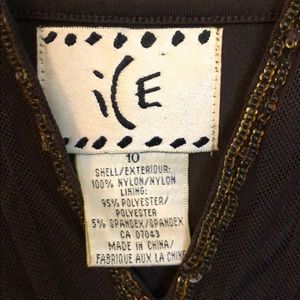 iCE
10
SHELL/EXTERIOUR:
100% NYLON/NYLON
LINING:
95% POLYESTER/
POLYESTER
5% SPANDEX/SPANDEX
CA 07043
MADE IN CHINA/
FABRIQUE AUX LA CHINE